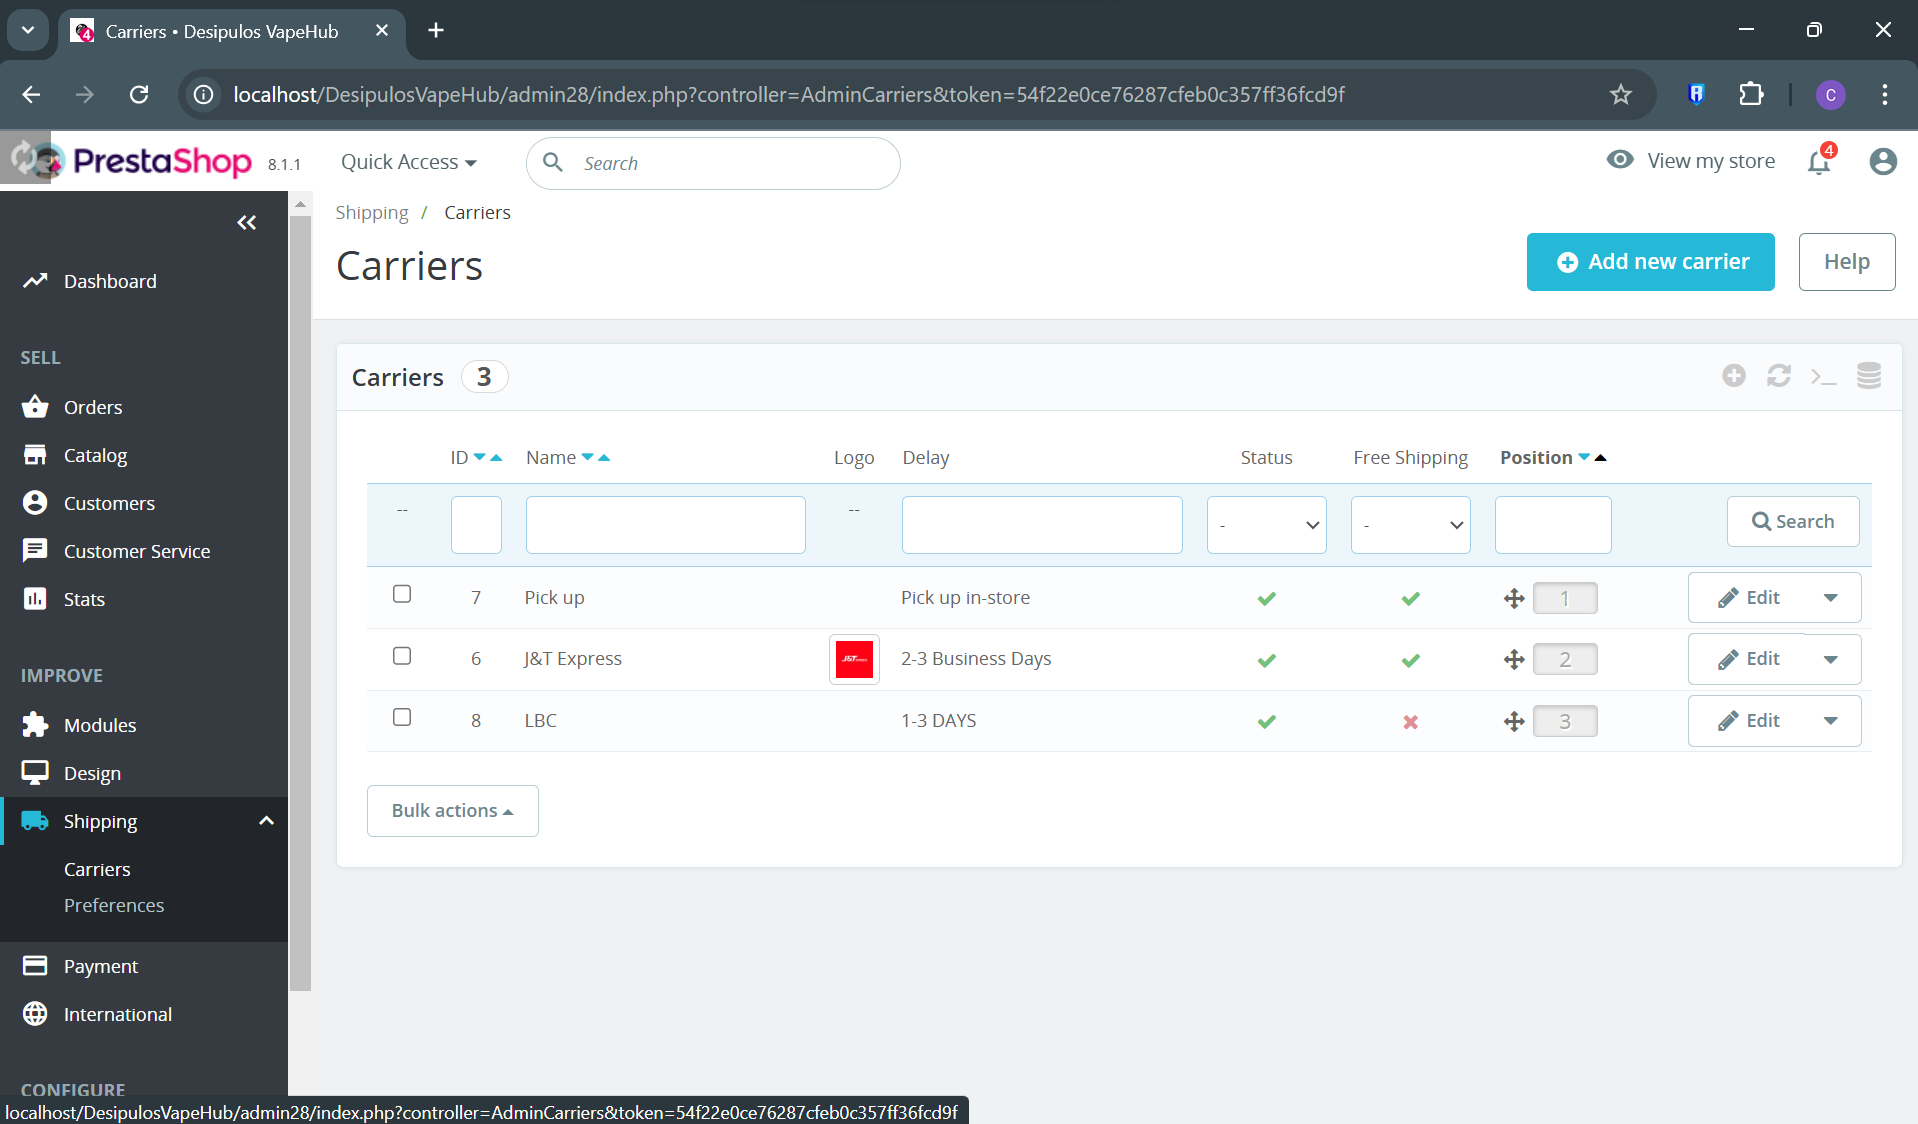 Carriers • Desipulos VapeHub
localhost/DesipulosVapeHub/admin28/index.php?controller=AdminCarriers&token=54f22e0ce76287cfeb0c357ff36fcd9f
C
4
PrestaShop 8.1.1
Quick Access
Search
View my store
4
Shipping / Carriers
Carriers
Add new carrier
Help
Dashboard
SELL
Orders
Catalog
Customers
Customer Service
Stats
IMPROVE
Modules
Design
Shipping
Carriers
Preferences
Payment
International
CONFIGURE
Carriers 3
ID Name Logo Delay Status Free Shipping Position
-- -- - - Search
7 Pick up Pick up in-store 1 Edit
6 J&T Express J&T EXPRESS 2-3 Business Days 2 Edit
8 LBC 1-3 DAYS 3 Edit
Bulk actions
localhost/DesipulosVapeHub/admin28/index.php?controller=AdminCarriers&token=54f22e0ce76287cfeb0c357ff36fcd9f